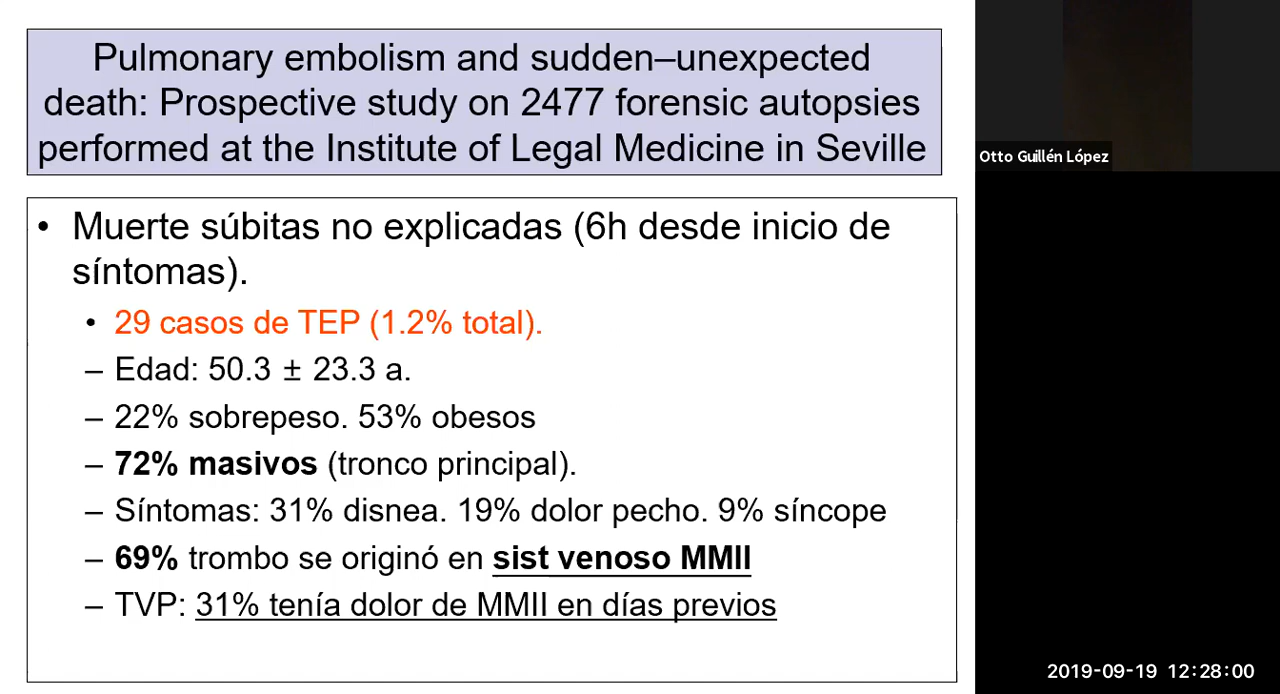 Pulmonary embolism and sudden–unexpected
death: Prospective study on 2477 forensic autopsies
performed at the Institute of Legal Medicine in Seville
• Muerte súbitas no explicadas (6h desde inicio de
síntomas).
• 29 casos de TEP (1.2% total).
– Edad: 50.3 ± 23.3 a.
– 22% sobrepeso. 53% obesos
– 72% masivos (tronco principal).
– Síntomas: 31% disnea. 19% dolor pecho. 9% síncope
– 69% trombo se originó en sist venoso MMII
– TVP: 31% tenía dolor de MMII en días previos
Otto Guillén López
2019-09-19 12:28:00